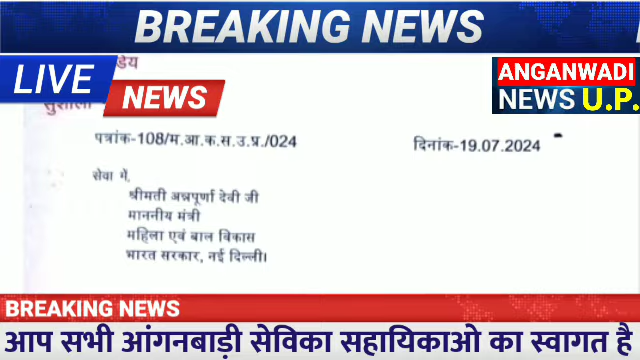 BREAKING NEWS
LIVE
NEWS
ANGANWADI
NEWS U.P.
सुशीला
पत्रांक-108/म.आ.क.स.उ.प्र./024
दिनांक-19.07.2024
सेवा में,
श्रीमती अन्नपूर्णा देवी जी
माननीय मंत्री
महिला एवं बाल विकास
भारत सरकार, नई दिल्ली।
BREAKING NEWS
आप सभी आंगनबाड़ी सेविका सहायिकाओ का स्वागत है